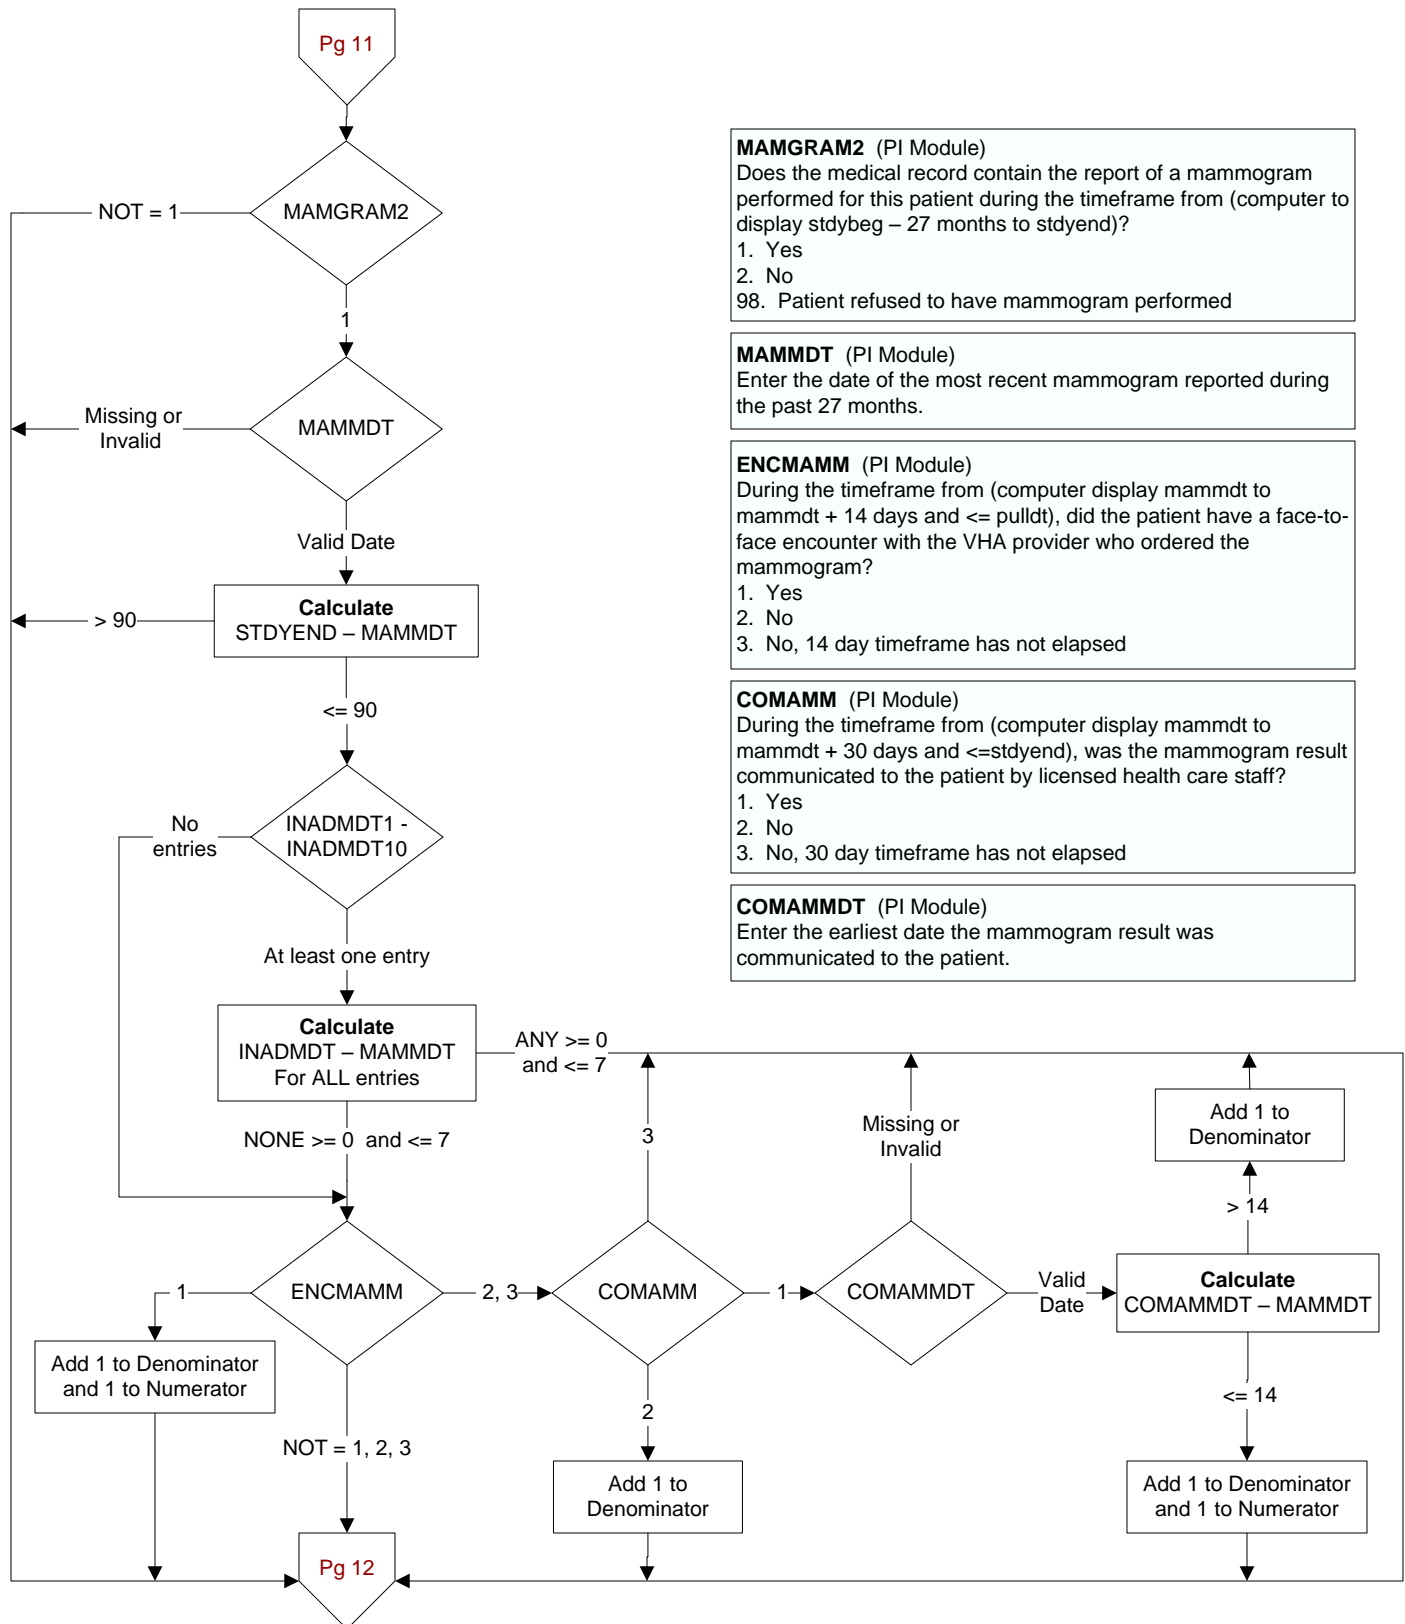 Pg 11
MAMGRAM2
NOT = 1
1
MAMMDT
Missing or
Invalid
Valid Date
Calculate
STDYEND – MAMMDT
> 90
<= 90
INADMDT1 -
INADMDT10
No
entries
At least one entry
Calculate
INADMDT – MAMMDT
For ALL entries
ANY >= 0
and <= 7
NONE >= 0  and <= 7
ENCMAMM
1
Add 1 to Denominator
and 1 to Numerator
NOT = 1, 2, 3
2, 3
COMAMM
3
2
Add 1 to
Denominator
1
COMAMMDT
Missing or
Invalid
Valid
Date
Calculate
COMAMMDT – MAMMDT
> 14
Add 1 to
Denominator
<= 14
Add 1 to Denominator
and 1 to Numerator
Pg 12
MAMGRAM2  (PI Module)
Does the medical record contain the report of a mammogram
performed for this patient during the timeframe from (computer to
display stdybeg – 27 months to stdyend)?
1.  Yes
2.  No
98.  Patient refused to have mammogram performed
MAMMDT  (PI Module)
Enter the date of the most recent mammogram reported during
the past 27 months.
ENCMAMM  (PI Module)
During the timeframe from (computer display mammdt to
mammdt + 14 days and <= pulldt), did the patient have a face-to-
face encounter with the VHA provider who ordered the
mammogram?
1.  Yes
2.  No
3.  No, 14 day timeframe has not elapsed
COMAMM  (PI Module)
During the timeframe from (computer display mammdt to
mammdt + 30 days and <=stdyend), was the mammogram result
communicated to the patient by licensed health care staff?
1.  Yes
2.  No
3.  No, 30 day timeframe has not elapsed
COMAMMDT  (PI Module)
Enter the earliest date the mammogram result was
communicated to the patient.